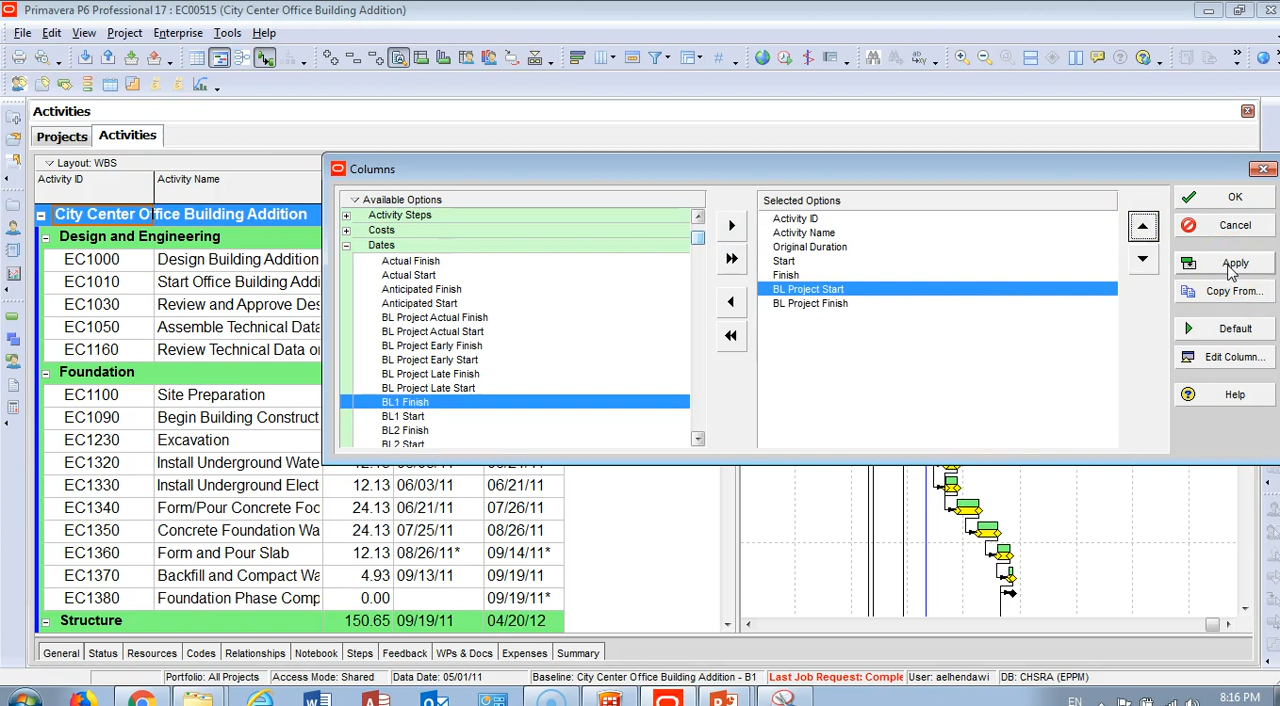 Primavera P6 Professional 17 : EC00515 (City Center Office Building Addition)
File Edit View Project Enterprise Tools Help
Activities
Projects Activities
Layout: WBS
Activity ID Activity Name
City Center Office Building Addition
Design and Engineering
EC1000 Design Building Addition
EC1010 Start Office Building Addi
EC1030 Review and Approve Des
EC1050 Assemble Technical Data
EC1160 Review Technical Data or
Foundation
EC1100 Site Preparation
EC1090 Begin Building Construct
EC1230 Excavation
EC1320 Install Underground Wate
EC1330 Install Underground Elect 12.13 06/03/11 06/21/11
EC1340 Form/Pour Concrete Foc 24.13 06/21/11 07/26/11
EC1350 Concrete Foundation Wa 24.13 07/25/11 08/26/11
EC1360 Form and Pour Slab 12.13 08/26/11* 09/14/11*
EC1370 Backfill and Compact Wa 4.93 09/13/11 09/19/11
EC1380 Foundation Phase Comp 0.00 09/19/11*
Structure 150.65 09/19/11 04/20/12
Columns
Available Options
Activity Steps
Costs
Dates
Actual Finish
Actual Start
Anticipated Finish
Anticipated Start
BL Project Actual Finish
BL Project Actual Start
BL Project Early Finish
BL Project Early Start
BL Project Late Finish
BL Project Late Start
BL1 Finish
BL1 Start
BL2 Finish
BL2 Start
Selected Options
Activity ID
Activity Name
Original Duration
Start
Finish
BL Project Start
BL Project Finish
OK
Cancel
Apply
Copy From...
Default
Edit Column...
Help
General Status Resources Codes Relationships Notebook Steps Feedback WPs & Docs Expenses Summary
Portfolio: All Projects Access Mode: Shared Data Date: 05/01/11 Baseline: City Center Office Building Addition - B1 Last Job Request: Comple User: aelhendawi DB: CHSRA (EPPM)
EN 8:16 PM